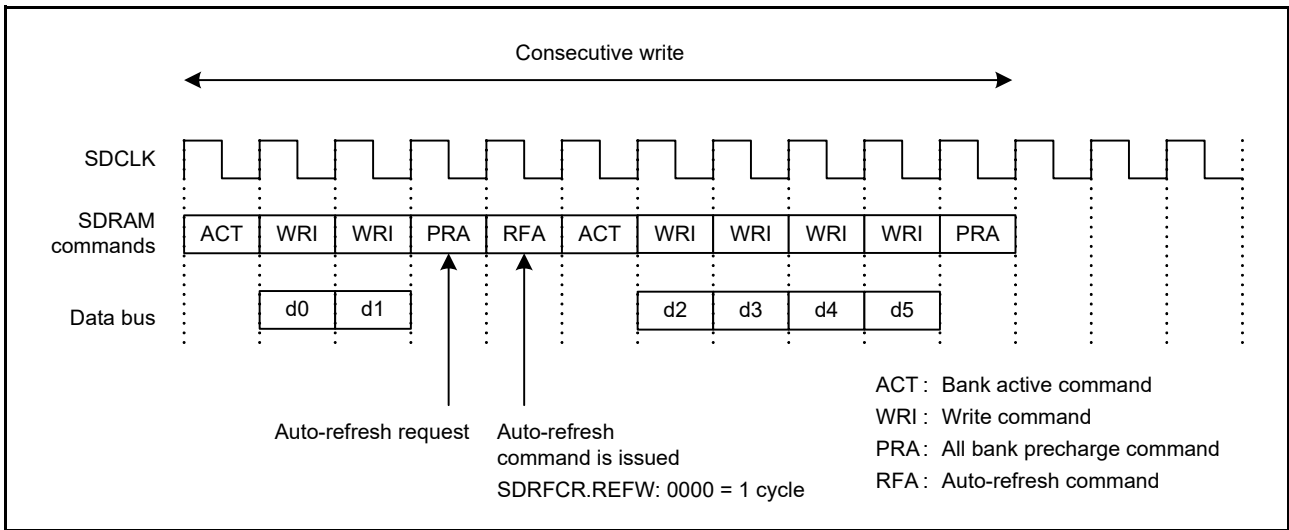 Consecutive write
SDCLK
SDRAM
commands
ACT WRI WRI PRA RFA ACT WRI WRI WRI WRI PRA
Data bus
d0 d1 d2 d3 d4 d5
Auto-refresh request
Auto-refresh
command is issued
SDRFCR.REFW: 0000 = 1 cycle
ACT : Bank active command
WRI : Write command
PRA : All bank precharge command
RFA : Auto-refresh command